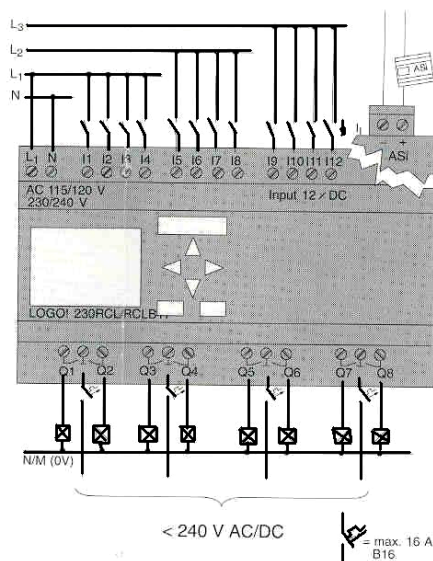 L3
L2
L1
N
ASi
L1 N I1 I2 I3 I4 I5 I6 I7 I8 I9 I10 I11 I12
− +
ASi
AC 115/120 V
230/240 V
Input 12 × DC
LOGO! 230RCL/RCLB11
Q1 Q2 Q3 Q4 Q5 Q6 Q7 Q8
N/M (0V)
< 240 V AC/DC
= max. 16 A
B16